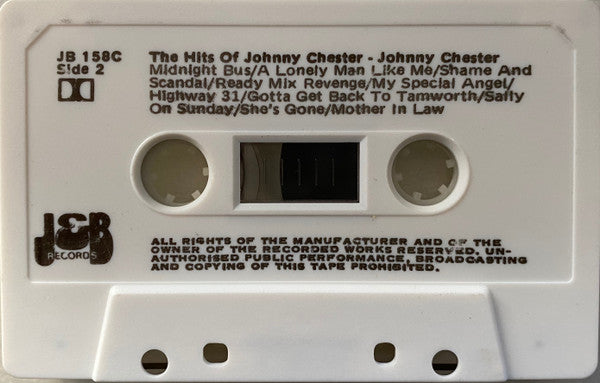 JB 158C
Side 2
The Hits Of Johnny Chester - Johnny Chester
Midnight Bus/A Lonely Man Like Me/Shame And
Scandal/Ready Mix Revenge/My Special Angel/
Highway 31/Gotta Get Back To Tamworth/Sally
On Sunday/She's Gone/Mother In Law
J&B
RECORDS
ALL RIGHTS OF THE MANUFACTURER AND OF THE
OWNER OF THE RECORDED WORKS RESERVED. UN-
AUTHORISED PUBLIC PERFORMANCE, BROADCASTING
AND COPYING OF THIS TAPE PROHIBITED.